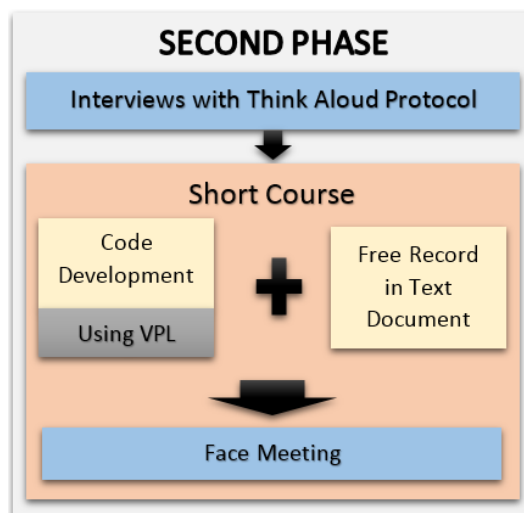 SECOND PHASE
Interviews with Think Aloud Protocol
Short Course
Code
Development
Using VPL
Free Record
in Text
Document
Face Meeting